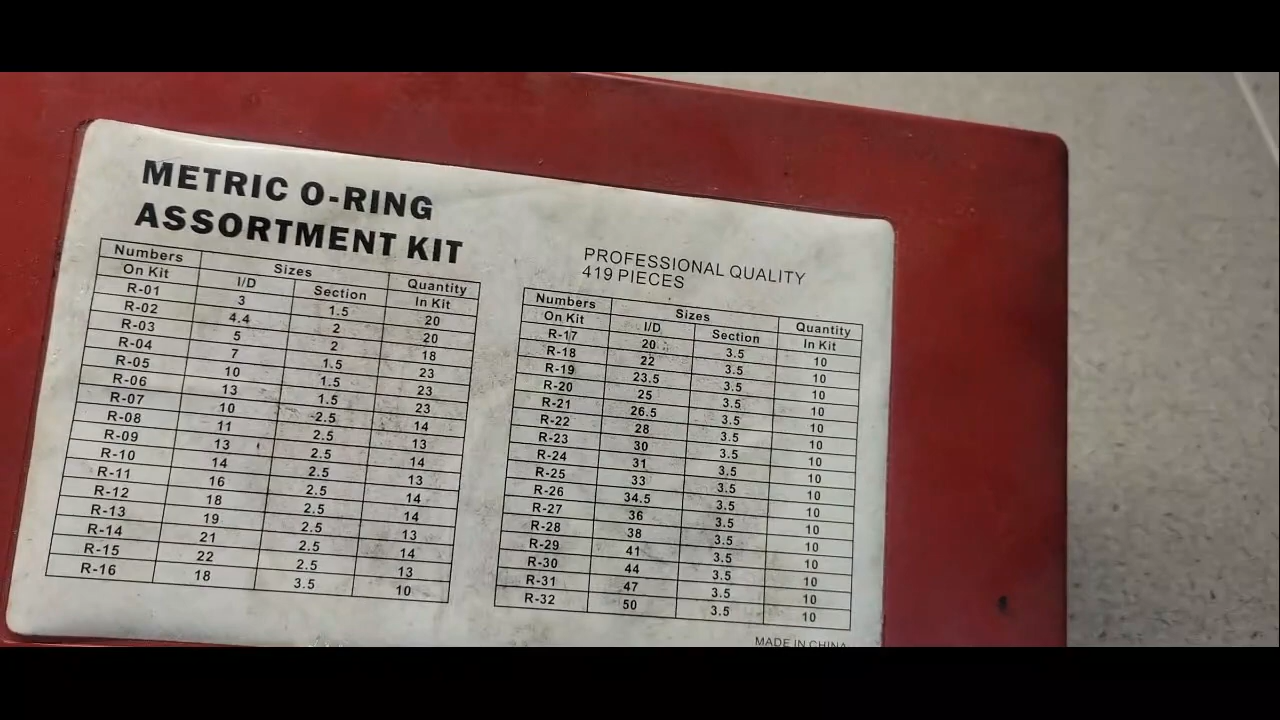 METRIC O-RING
ASSORTMENT KIT
Numbers On Kit Sizes Quantity In Kit
I/D Section
R-01 3 1.5 20
R-02 4.4 2 20
R-03 5 2 18
R-04 7 1.5 23
R-05 10 1.5 23
R-06 13 1.5 23
R-07 10 2.5 14
R-08 11 2.5 13
R-09 13 2.5 14
R-10 14 2.5 13
R-11 16 2.5 14
R-12 18 2.5 14
R-13 19 2.5 13
R-14 21 2.5 14
R-15 22 2.5 13
R-16 18 3.5 10
PROFESSIONAL QUALITY
419 PIECES
Numbers On Kit Sizes Quantity In Kit
I/D Section
R-17 20 3.5 10
R-18 22 3.5 10
R-19 23.5 3.5 10
R-20 25 3.5 10
R-21 26.5 3.5 10
R-22 28 3.5 10
R-23 30 3.5 10
R-24 31 3.5 10
R-25 33 3.5 10
R-26 34.5 3.5 10
R-27 36 3.5 10
R-28 38 3.5 10
R-29 41 3.5 10
R-30 44 3.5 10
R-31 47 3.5 10
R-32 50 3.5 10
MADE IN CHINA